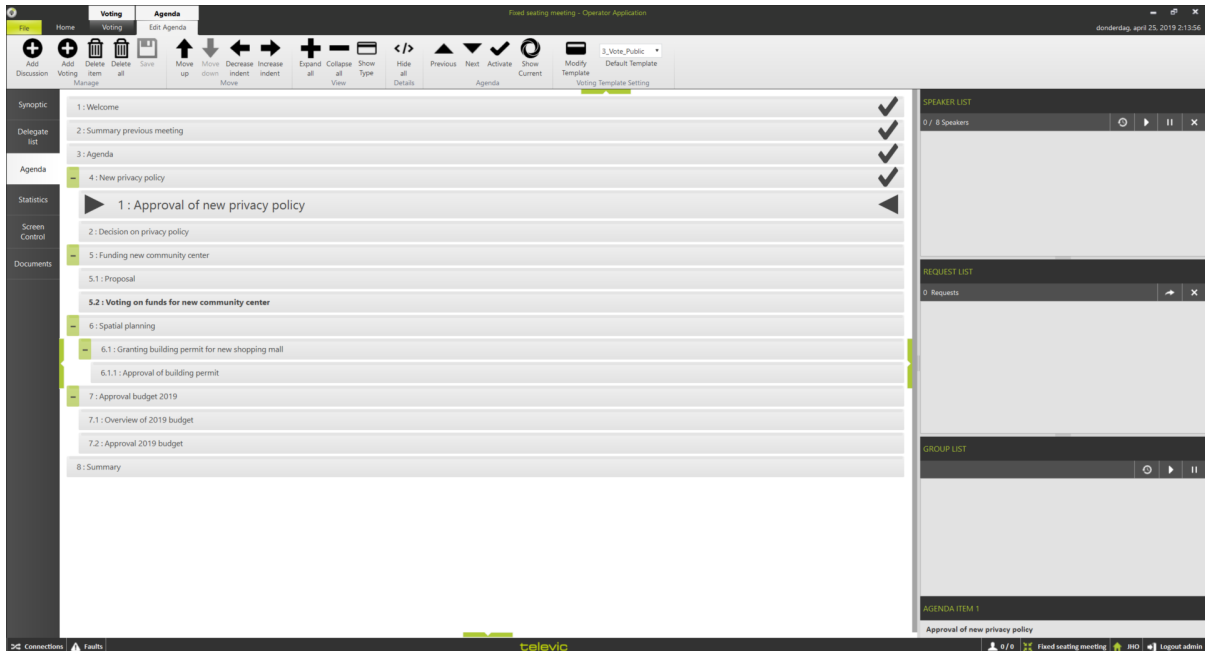 Voting Agenda Fixed seating meeting - Operator Application
File Home Voting Edit Agenda donderdag, april 25, 2019 2:13:56
Add Discussion
Add Voting
Delete item
Delete all
Save
Manage
Move up
Move down
Decrease indent
Increase indent
Move
Expand all
Collapse all
Show Type
View
</>
Hide all
Details
Previous
Next
Activate
Show Current
Agenda
Modify Template
3_Vote_Public
Default Template
Voting Template Setting
Synoptic
Delegate list
Agenda
Statistics
Screen Control
Documents
1 : Welcome
2 : Summary previous meeting
3 : Agenda
4 : New privacy policy
1 : Approval of new privacy policy
2 : Decision on privacy policy
5 : Funding new community center
5.1 : Proposal
5.2 : Voting on funds for new community center
6 : Spatial planning
6.1 : Granting building permit for new shopping mall
6.1.1 : Approval of building permit
7 : Approval budget 2019
7.1 : Overview of 2019 budget
7.2 : Approval 2019 budget
8 : Summary
SPEAKER LIST
0 / 8 Speakers
REQUEST LIST
0 Requests
GROUP LIST
AGENDA ITEM 1
Approval of new privacy policy
Connections Faults televic 0 / 0 Fixed seating meeting JHO Logout admin